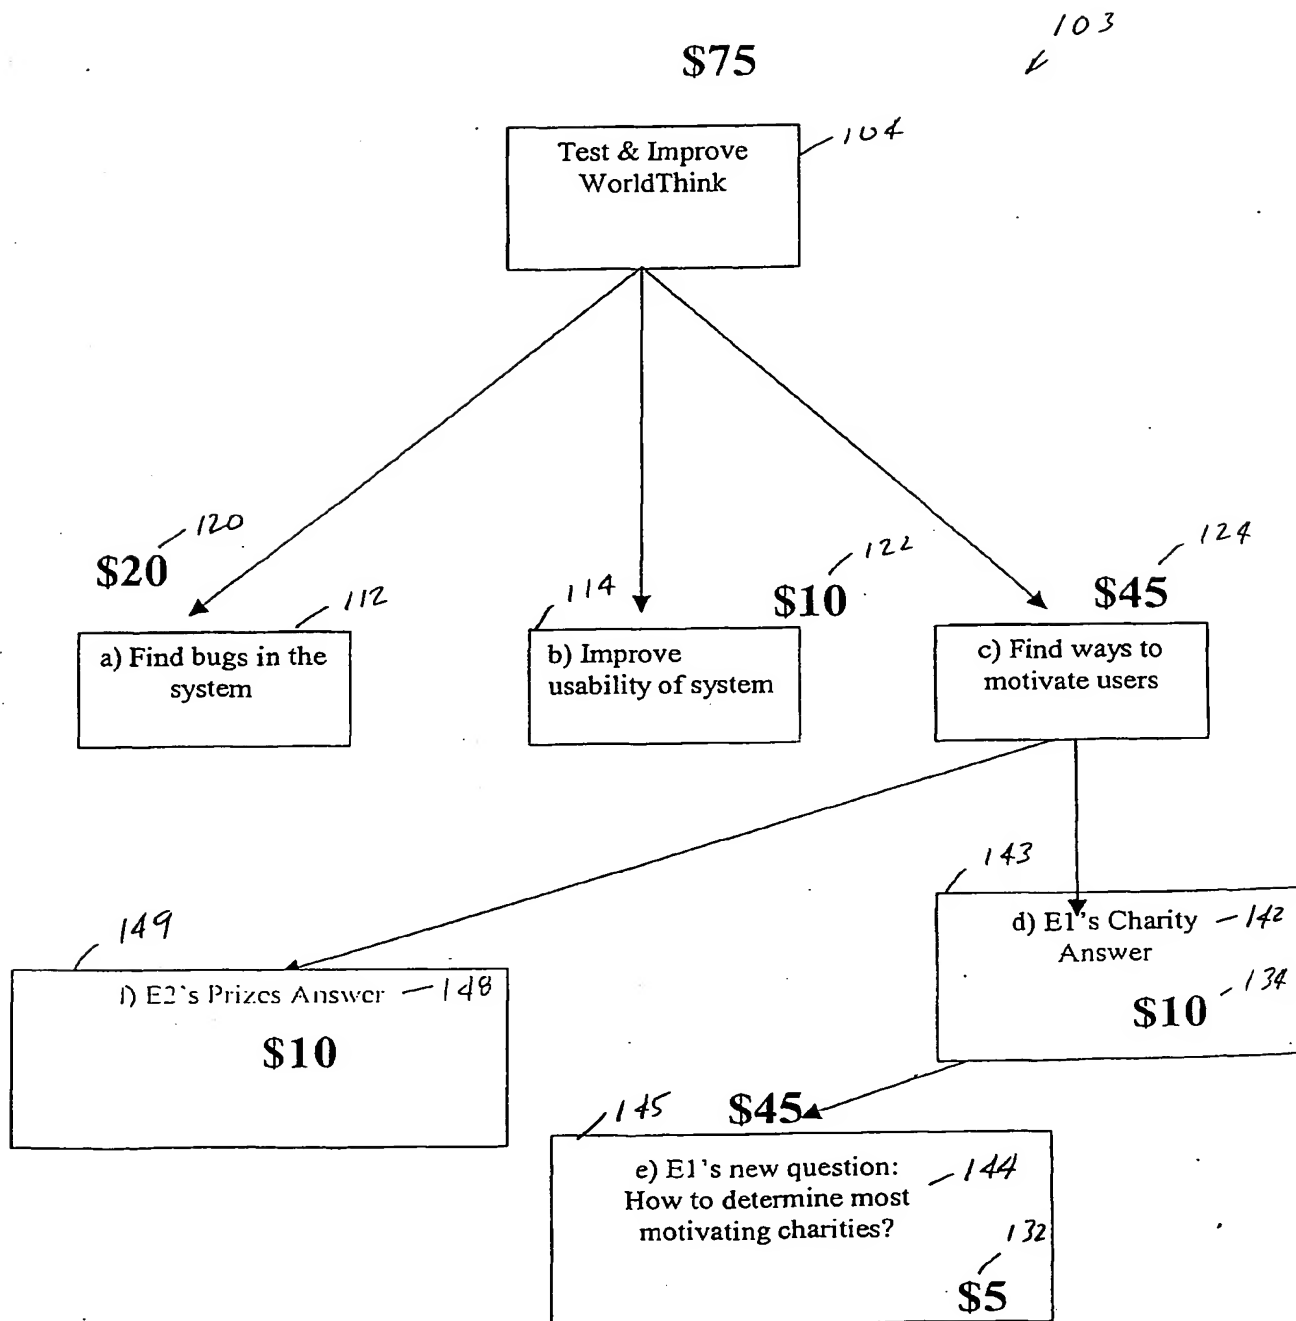 103
$75
104
Test & Improve
WorldThink
120
$20
122
124
$10
$45
112
114
a) Find bugs in the
system
b) Improve
usability of system
c) Find ways to
motivate users
143
149
d) E1's Charity
142
Answer
134
$10
f) E2's Prizes Answer
148
$10
145
$45
e) E1's new question:
144
How to determine most
motivating charities?
132
$5